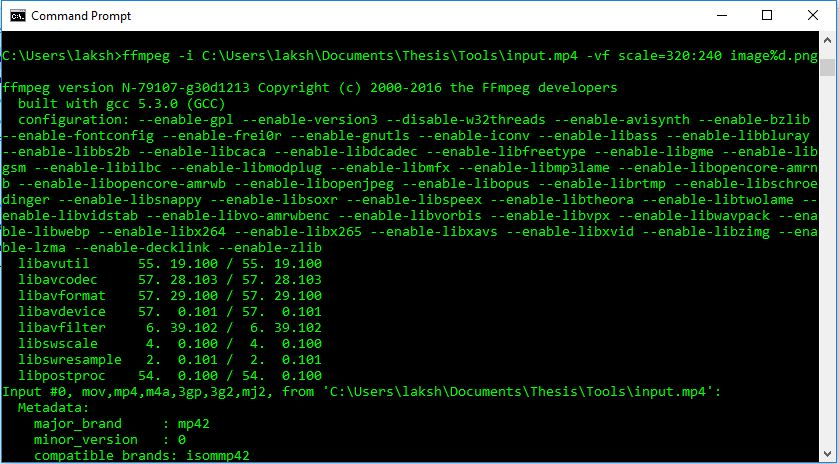 Command Prompt
C:\Users\laksh>ffmpeg -i C:\Users\laksh\Documents\Thesis\Tools\input.mp4 -vf scale=320:240 image%d.png
ffmpeg version N-79107-g30d1213 Copyright (c) 2000-2016 the FFmpeg developers
  built with gcc 5.3.0 (GCC)
  configuration: --enable-gpl --enable-version3 --disable-w32threads --enable-avisynth --enable-bzlib
--enable-fontconfig --enable-frei0r --enable-gnutls --enable-iconv --enable-libass --enable-libbluray
--enable-libbs2b --enable-libcaca --enable-libdcadec --enable-libfreetype --enable-libgme --enable-lib
gsm --enable-libilbc --enable-libmodplug --enable-libmfx --enable-libmp3lame --enable-libopencore-amrn
b --enable-libopencore-amrwb --enable-libopenjpeg --enable-libopus --enable-librtmp --enable-libschroe
dinger --enable-libsnappy --enable-libsoxr --enable-libspeex --enable-libtheora --enable-libtwolame --
enable-libvidstab --enable-libvo-amrwbenc --enable-libvorbis --enable-libvpx --enable-libwavpack --ena
ble-libwebp --enable-libx264 --enable-libx265 --enable-libxavs --enable-libxvid --enable-libzimg --ena
ble-lzma --enable-decklink --enable-zlib
  libavutil      55. 19.100 / 55. 19.100
  libavcodec     57. 28.103 / 57. 28.103
  libavformat    57. 29.100 / 57. 29.100
  libavdevice    57.  0.101 / 57.  0.101
  libavfilter     6. 39.102 /  6. 39.102
  libswscale      4.  0.100 /  4.  0.100
  libswresample   2.  0.101 /  2.  0.101
  libpostproc    54.  0.100 / 54.  0.100
Input #0, mov,mp4,m4a,3gp,3g2,mj2, from 'C:\Users\laksh\Documents\Thesis\Tools\input.mp4':
  Metadata:
    major_brand     : mp42
    minor_version   : 0
    compatible_brands: isommp42